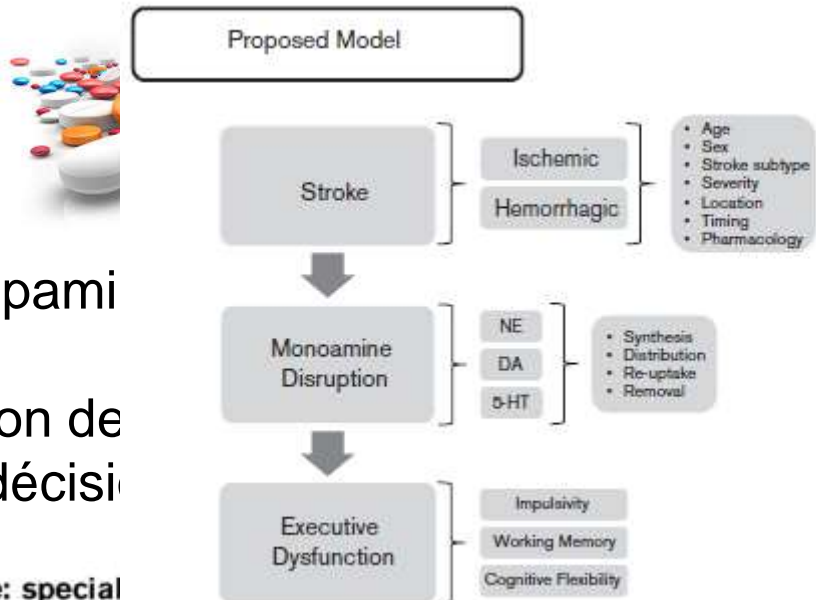 Proposed Model
Stroke
Ischemic
Hemorrhagic
• Age
• Sex
• Stroke subtype
• Severity
• Location
• Timing
• Pharmacology
pami
Monoamine
Disruption
NE
DA
5-HT
• Synthesis
• Distribution
• Re-uptake
• Removal
on de
décisi
Executive
Dysfunction
Impulsivity
Working Memory
Cognitive Flexibility
e: special